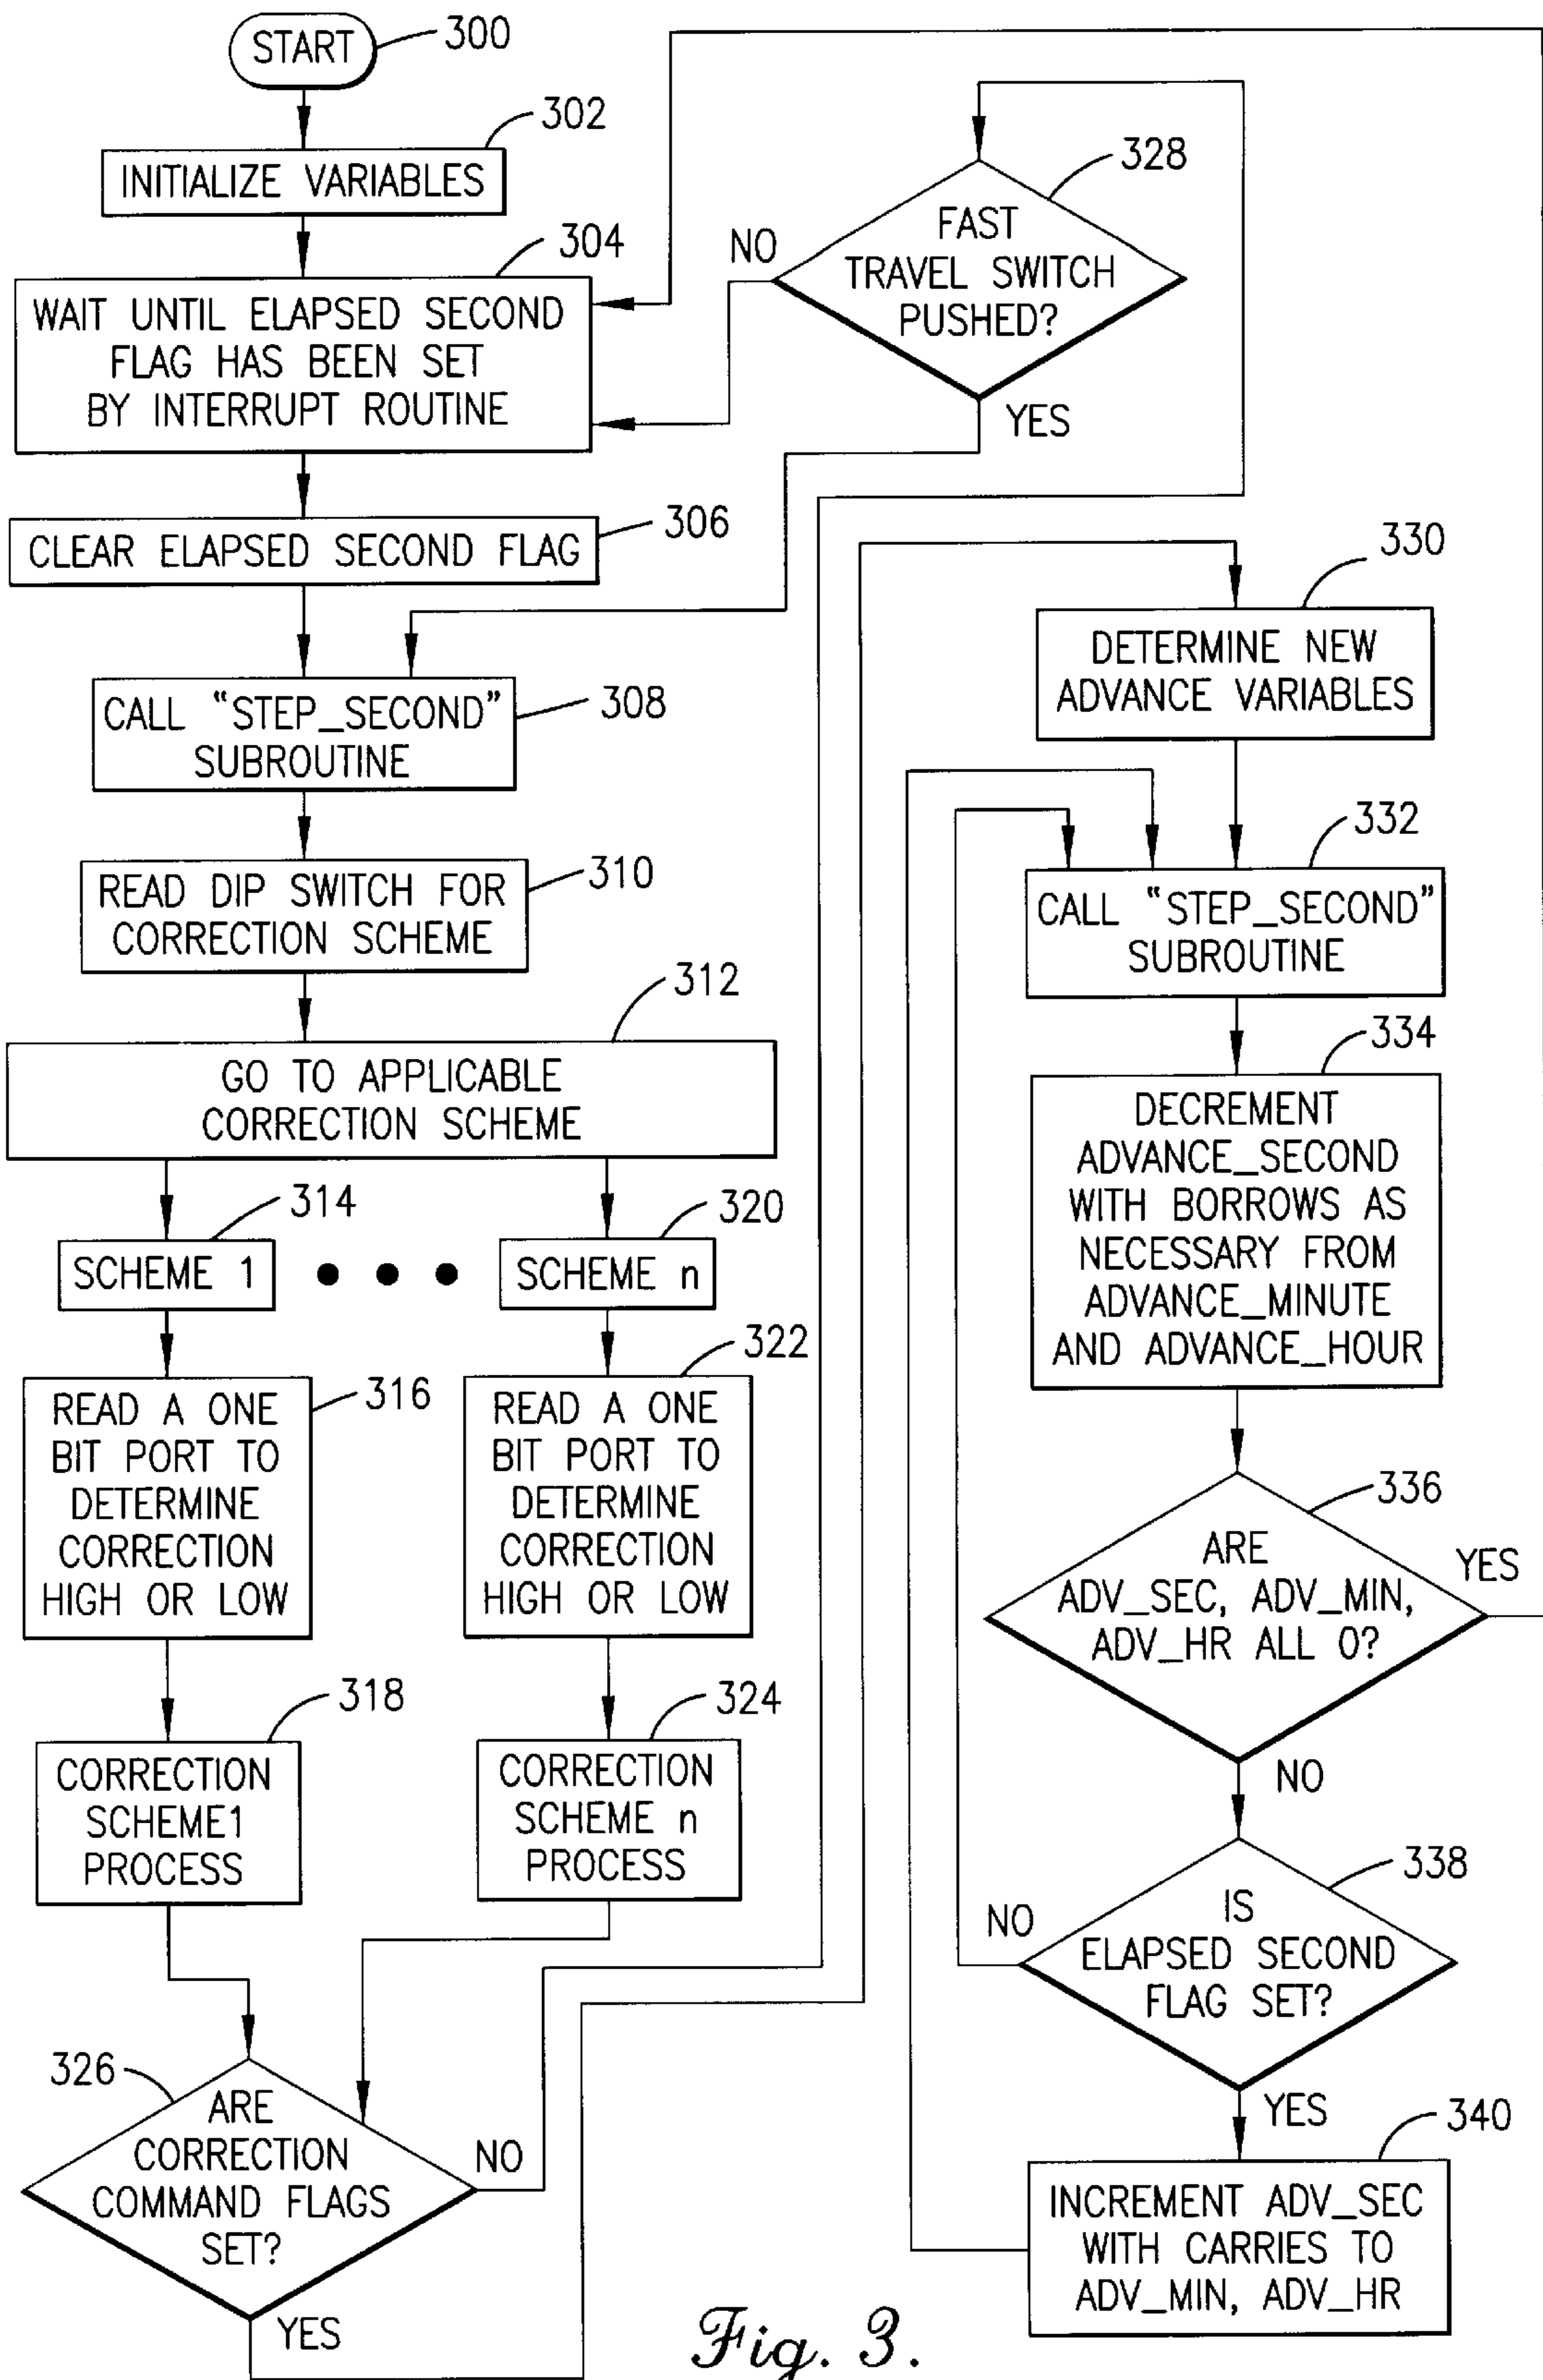 START
300
302
INITIALIZE VARIABLES
304
WAIT UNTIL ELAPSED SECOND
FLAG HAS BEEN SET
BY INTERRUPT ROUTINE
306
CLEAR ELAPSED SECOND FLAG
CALL "STEP_SECOND"
SUBROUTINE
308
READ DIP SWITCH FOR
CORRECTION SCHEME
310
312
GO TO APPLICABLE
CORRECTION SCHEME
314
SCHEME 1
320
SCHEME n
316
READ A ONE
BIT PORT TO
DETERMINE
CORRECTION
HIGH OR LOW
322
READ A ONE
BIT PORT TO
DETERMINE
CORRECTION
HIGH OR LOW
318
CORRECTION
SCHEME1
PROCESS
324
CORRECTION
SCHEME n
PROCESS
326
ARE
CORRECTION
COMMAND FLAGS
SET?
NO
YES
328
FAST
TRAVEL SWITCH
PUSHED?
NO
YES
330
DETERMINE NEW
ADVANCE VARIABLES
332
CALL "STEP_SECOND"
SUBROUTINE
334
DECREMENT
ADVANCE_SECOND
WITH BORROWS AS
NECESSARY FROM
ADVANCE_MINUTE
AND ADVANCE_HOUR
336
ARE
ADV_SEC, ADV_MIN,
ADV_HR ALL 0?
YES
NO
338
IS
ELAPSED SECOND
FLAG SET?
NO
YES
340
INCREMENT ADV_SEC
WITH CARRIES TO
ADV_MIN, ADV_HR
Fig. 3.